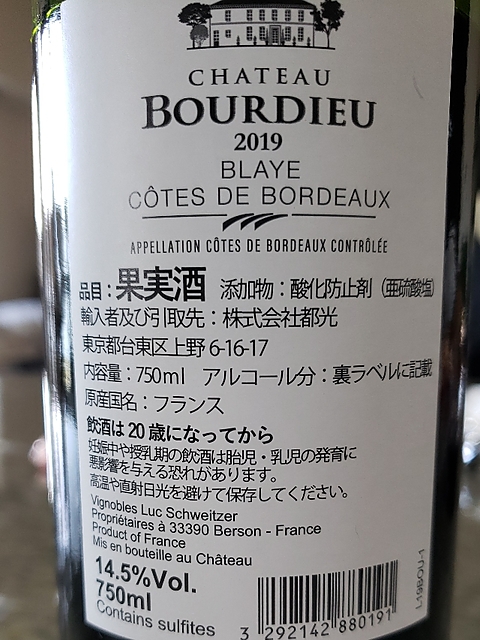 CHATEAU
BOURDIEU
2019
BLAYE
CÔTES DE BORDEAUX
APPELLATION CÔTES DE BORDEAUX CONTRÔLÉE
品目：果実酒 添加物：酸化防止剤（亜硫酸塩）
輸入者及び引取先：株式会社都光
東京都台東区上野 6-16-17
内容量：750ml アルコール分：裏ラベルに記載
原産国名：フランス
飲酒は20歳になってから
妊娠中や授乳期の飲酒は胎児・乳児の発育に
悪影響を与える恐れがあります。
高温や直射日光を避けて保存してください。
Vignobles Luc Schweitzer
Propriétaires à 33390 Berson - France
Product of France
Mis en bouteille au Château
14.5%Vol.
750ml
Contains sulfites
3 292142 880191
L-19BOU-1